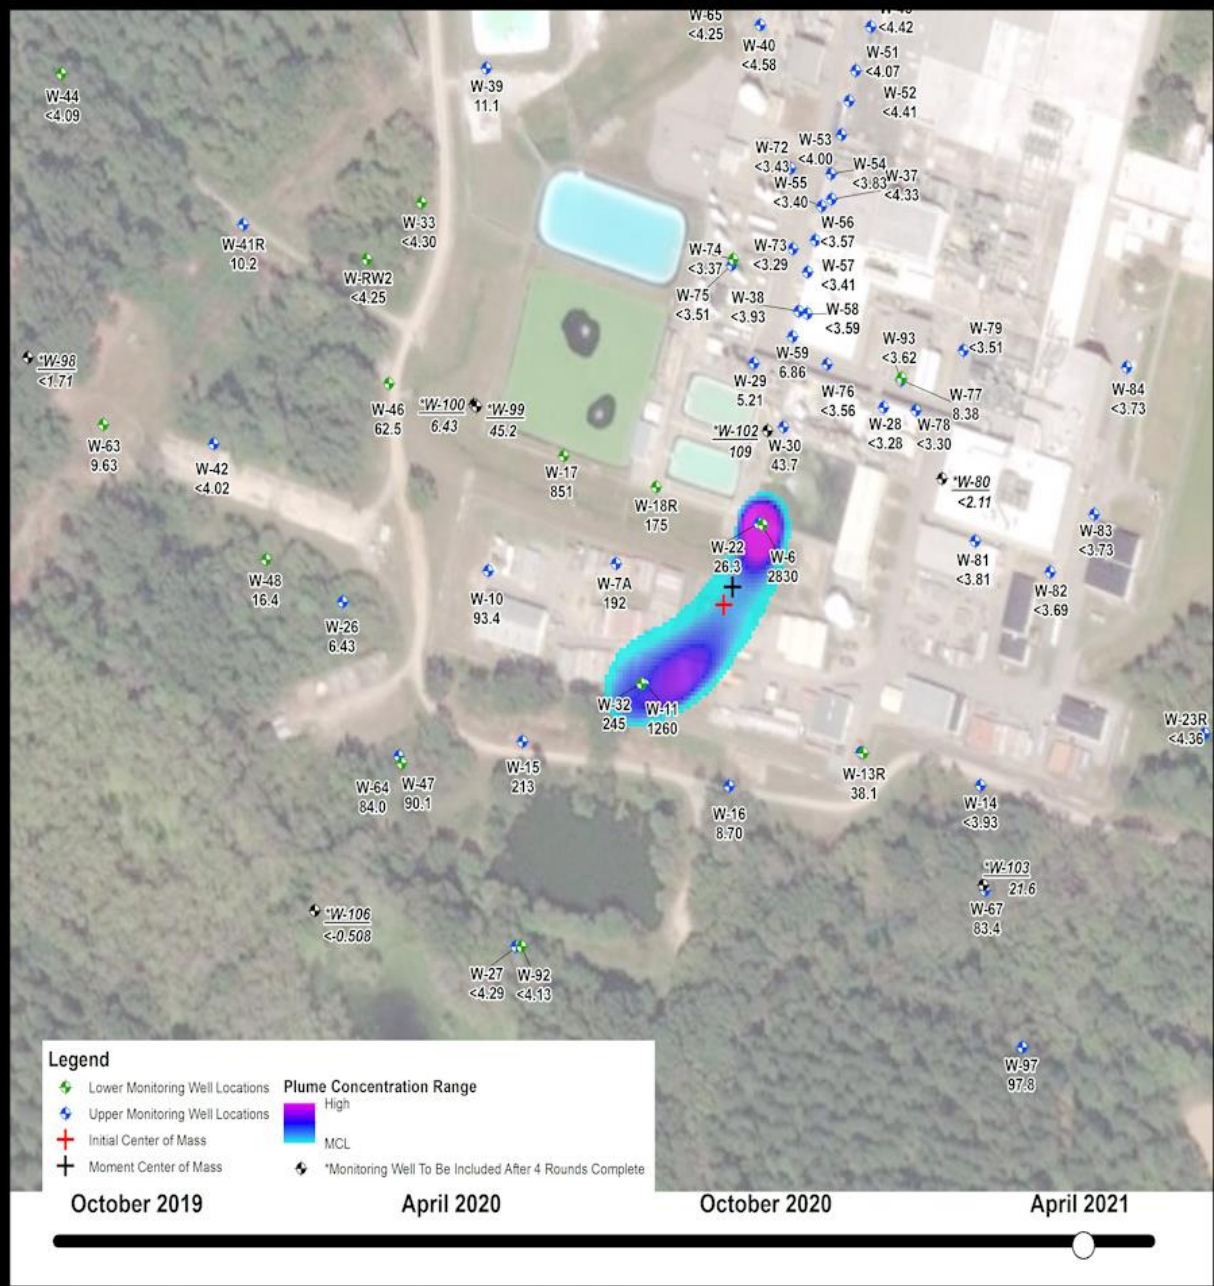 W-65
<4.25
W-40
<4.58
<4.42
W-51
<4.07
W-39
11.1
W-44
<4.09
W-52
<4.41
W-53
<4.00
W-72
<3.43
W-54
<3.83
W-37
<4.33
W-55
<3.40
W-33
<4.30
W-41R
10.2
W-56
<3.57
W-74
<3.37
W-73
<3.29
W-RW2
<4.25
W-57
<3.41
W-75
<3.51
W-38
<3.93
W-58
<3.59
W-93
<3.62
W-79
<3.51
*W-98
<1.71
W-59
6.86
W-29
5.21
W-76
<3.56
W-77
8.38
W-84
<3.73
W-46
62.5
*W-100
6.43
*W-99
45.2
*W-102
109
W-30
43.7
W-28
<3.28
W-78
<3.30
W-63
9.63
W-42
<4.02
W-17
851
W-18R
175
*W-80
<2.11
W-83
<3.73
W-22
26.3
W-6
2830
W-81
<3.81
W-82
<3.69
W-48
16.4
W-10
93.4
W-7A
192
W-26
6.43
W-32
245
W-11
1260
W-23R
<4.36
W-15
213
W-13R
38.1
W-64
84.0
W-47
90.1
W-16
8.70
W-14
<3.93
*W-103
21.6
W-67
83.4
*W-106
<-0.508
W-27
<4.29
W-92
<4.13
W-97
97.8
Legend
Lower Monitoring Well Locations
Upper Monitoring Well Locations
Initial Center of Mass
Moment Center of Mass
Plume Concentration Range
High
MCL
*Monitoring Well To Be Included After 4 Rounds Complete
October 2019
April 2020
October 2020
April 2021